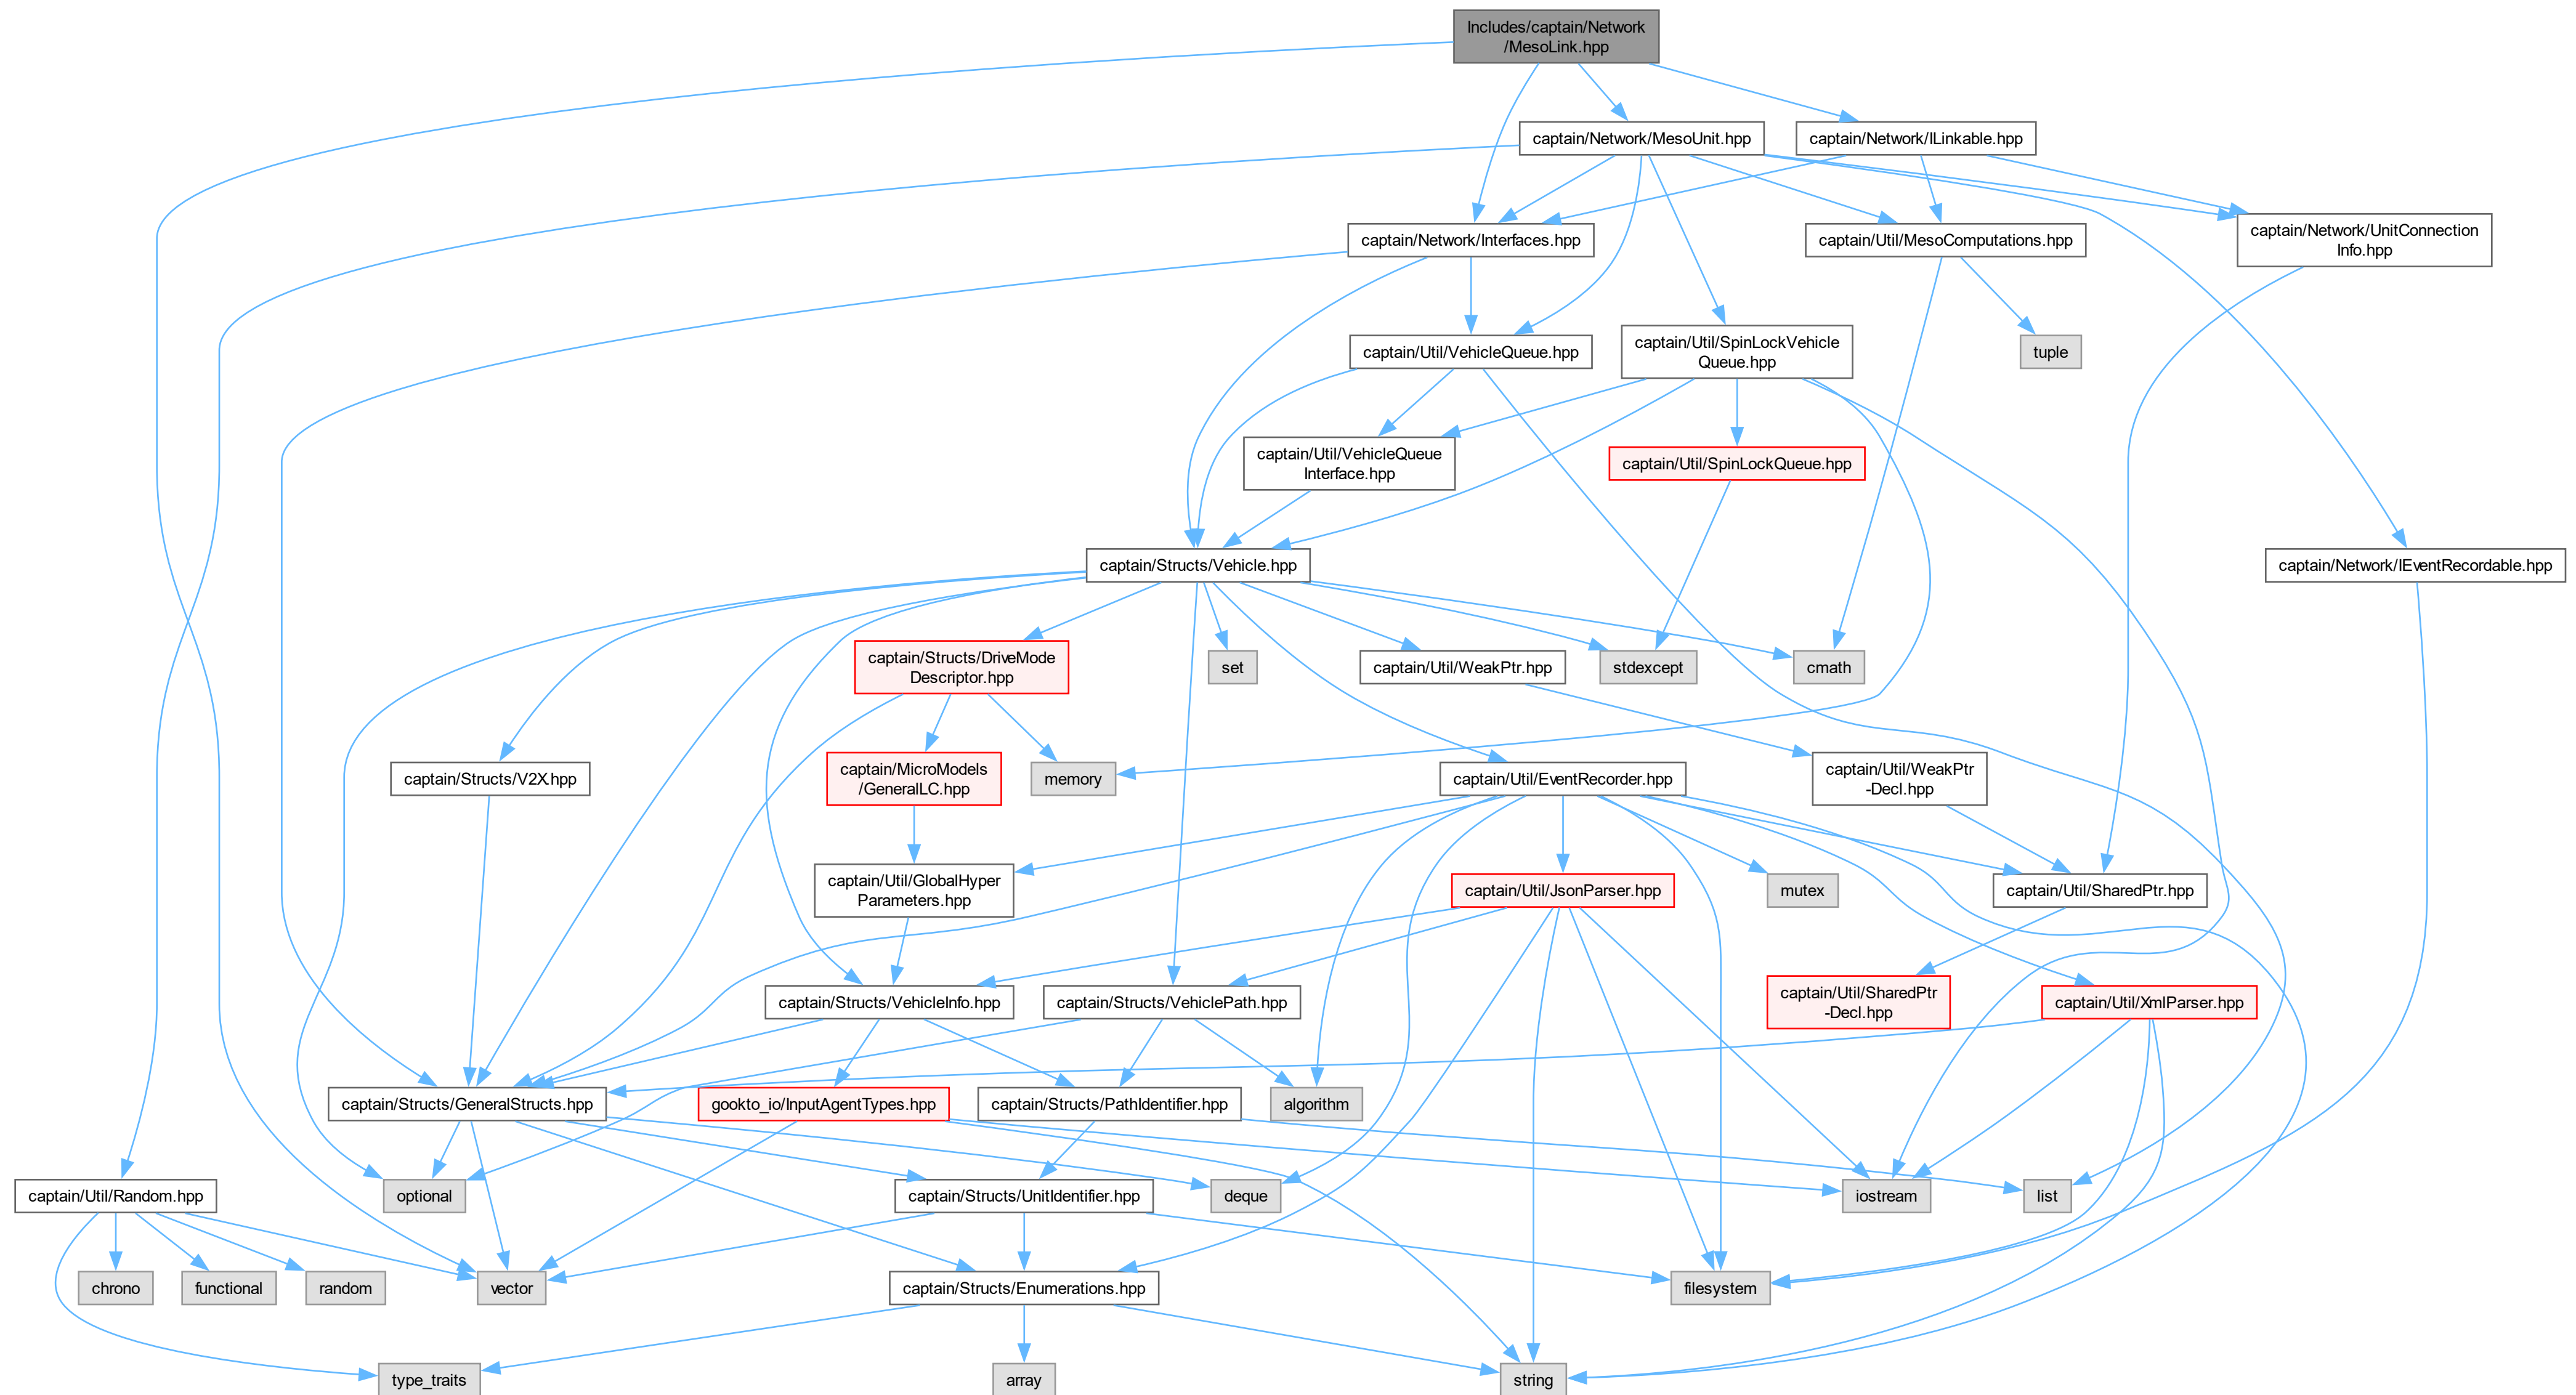 Includes/captain/Network
/MesoLink.hpp
captain/Network/MesoUnit.hpp
captain/Network/ILinkable.hpp
captain/Network/Interfaces.hpp
captain/Util/MesoComputations.hpp
captain/Network/UnitConnection
Info.hpp
captain/Util/VehicleQueue.hpp
captain/Util/SpinLockVehicle
Queue.hpp
tuple
captain/Util/VehicleQueue
Interface.hpp
captain/Util/SpinLockQueue.hpp
captain/Structs/Vehicle.hpp
captain/Network/IEventRecordable.hpp
captain/Structs/DriveMode
Descriptor.hpp
set
captain/Util/WeakPtr.hpp
stdexcept
cmath
captain/Structs/V2X.hpp
captain/MicroModels
/GeneralLC.hpp
memory
captain/Util/EventRecorder.hpp
captain/Util/WeakPtr
-Decl.hpp
captain/Util/GlobalHyper
Parameters.hpp
captain/Util/JsonParser.hpp
mutex
captain/Util/SharedPtr.hpp
captain/Structs/VehicleInfo.hpp
captain/Structs/VehiclePath.hpp
captain/Util/SharedPtr
-Decl.hpp
captain/Util/XmlParser.hpp
captain/Structs/GeneralStructs.hpp
gookto_io/InputAgentTypes.hpp
captain/Structs/PathIdentifier.hpp
algorithm
captain/Util/Random.hpp
optional
captain/Structs/UnitIdentifier.hpp
deque
iostream
list
chrono
functional
random
vector
captain/Structs/Enumerations.hpp
filesystem
type_traits
array
string